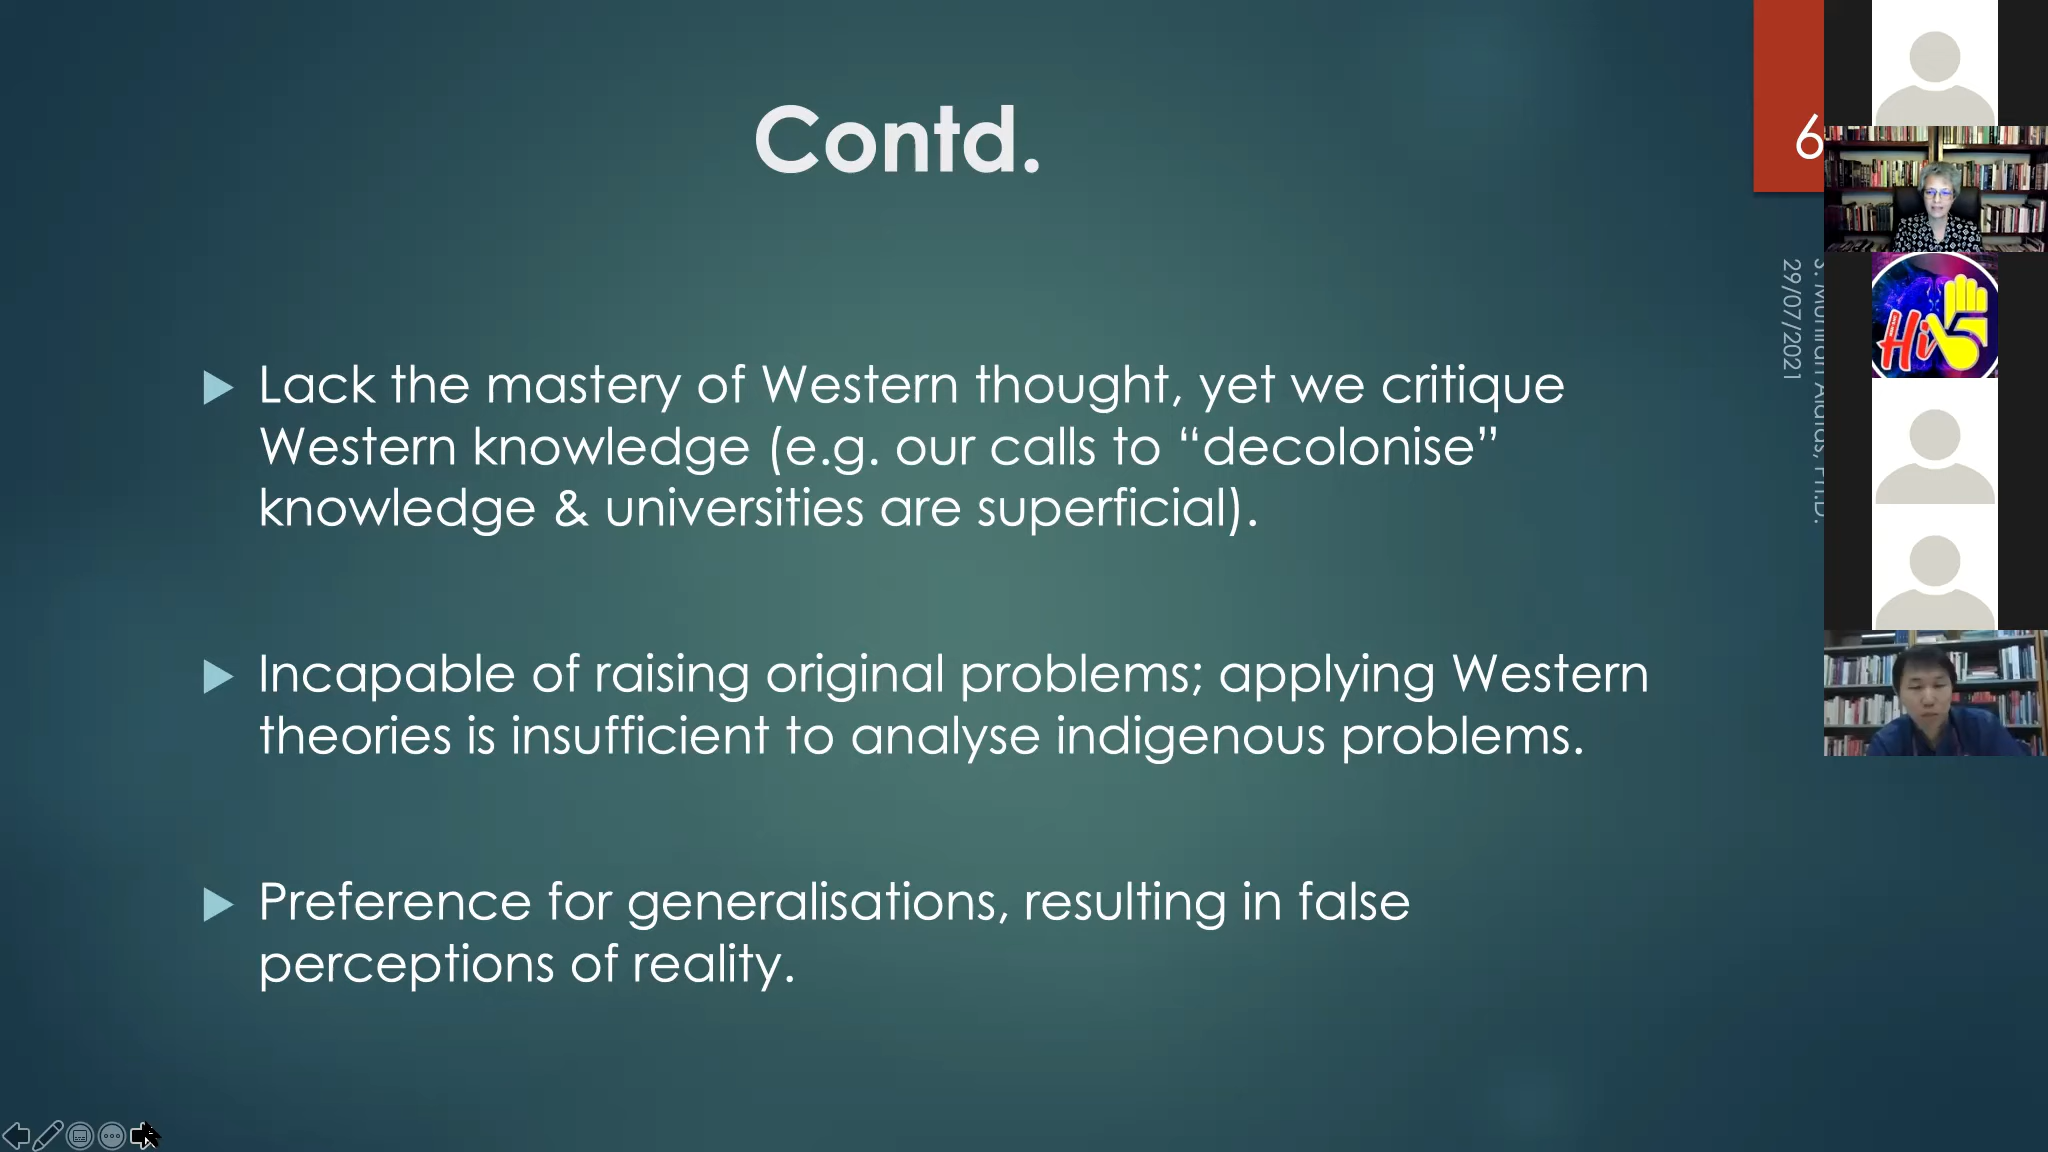 Contd.
6
Lack the mastery of Western thought, yet we critique
Western knowledge (e.g. our calls to “decolonise”
knowledge & universities are superficial).
Incapable of raising original problems; applying Western
theories is insufficient to analyse indigenous problems.
Preference for generalisations, resulting in false
perceptions of reality.
29/07/2021
Hi 5